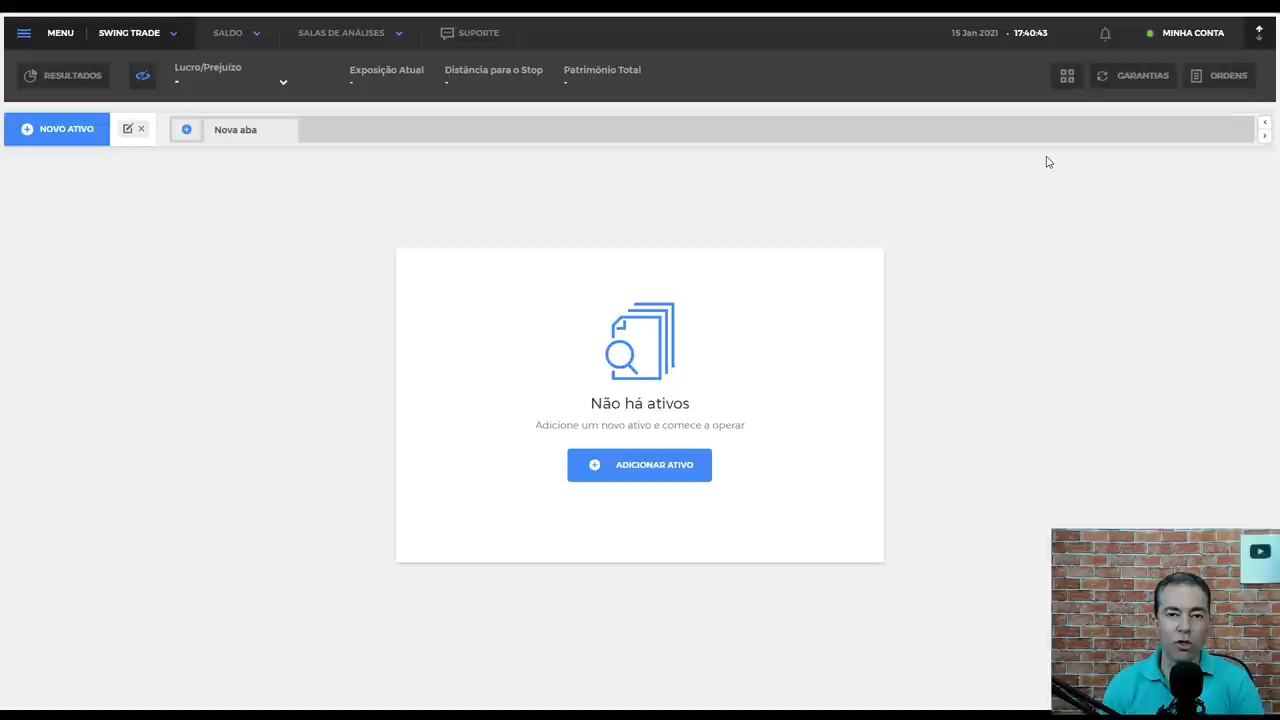 MENU SWING TRADE SALDO SALAS DE ANÁLISES SUPORTE 15 Jan 2021 • 17:40:43 MINHA CONTA
RESULTADOS Lucro/Prejuízo Exposição Atual Distância para o Stop Patrimônio Total GARANTIAS ORDENS
- - - -
NOVO ATIVO Nova aba
Não há ativos
Adicione um novo ativo e comece a operar
ADICIONAR ATIVO